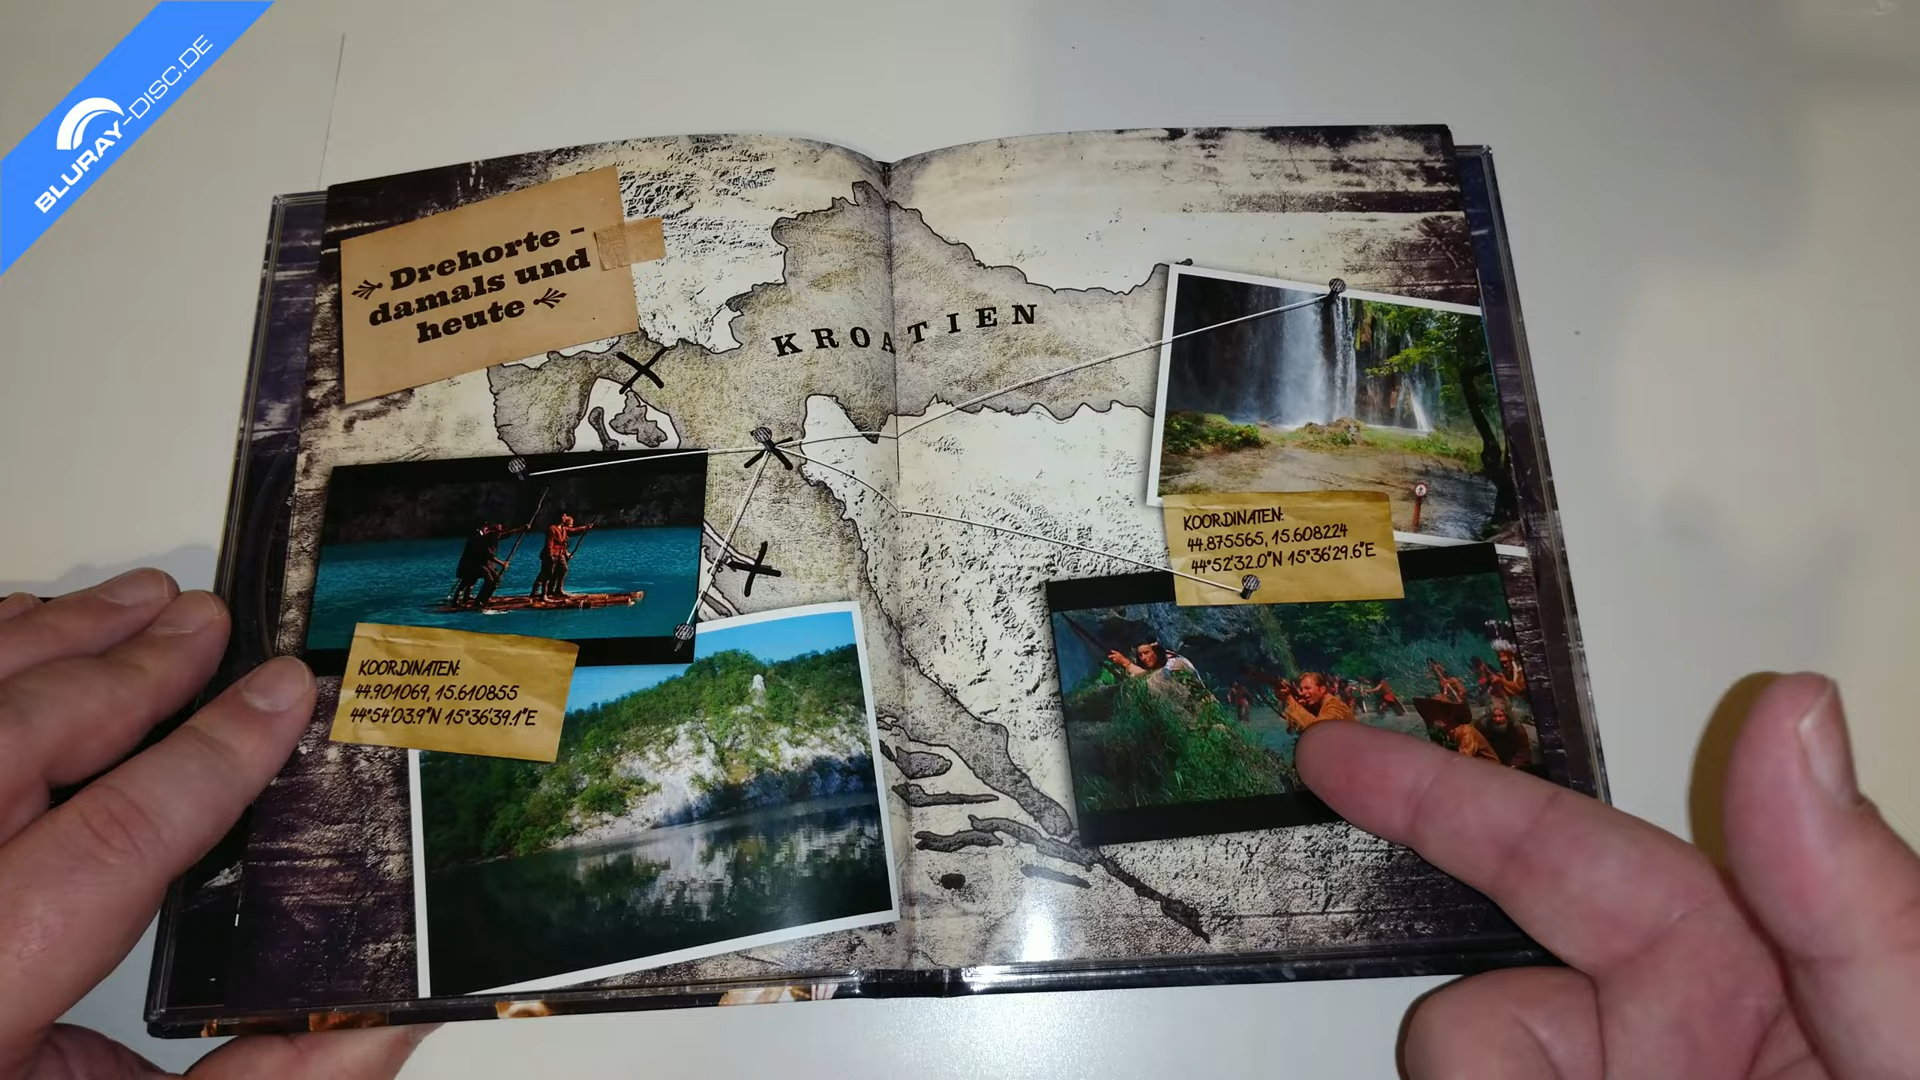 BLURAY-DISC.DE
Drehorte -
damals und
heute
KROATIEN
KOORDINATEN:
44.875565, 15.608224
44°52'32.0"N 15°36'29.6"E
KOORDINATEN:
44.901069, 15.610855
44°54'03.9"N 15°36'39.1"E